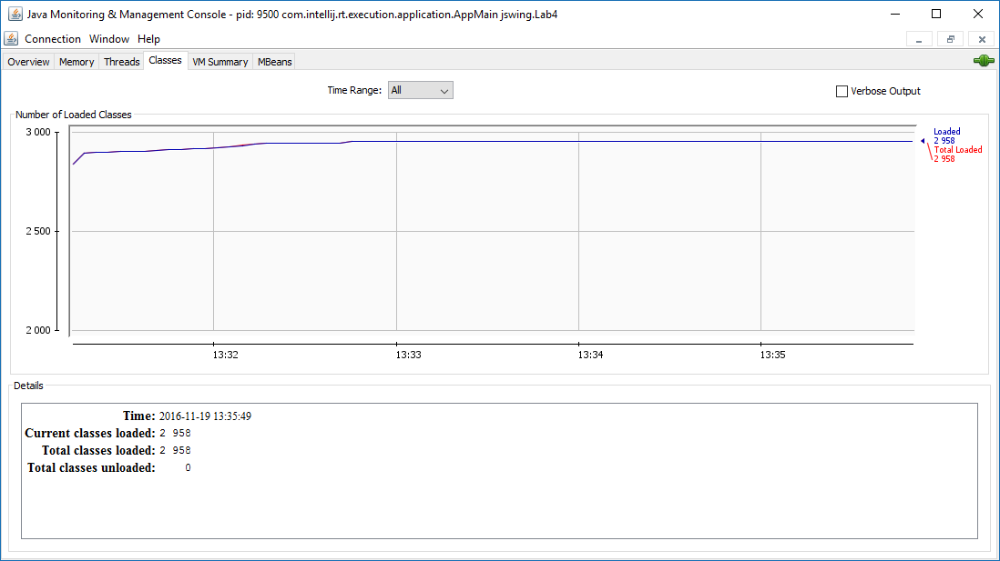 Java Monitoring & Management Console - pid: 9500 com.intellij.rt.execution.application.AppMain jswing.Lab4
Connection Window Help
Overview Memory Threads Classes VM Summary MBeans
Time Range: All Verbose Output
Number of Loaded Classes
3 000
2 500
2 000
Loaded
2 958
Total Loaded
2 958
13:32 13:33 13:34 13:35
Details
Time: 2016-11-19 13:35:49
Current classes loaded: 2 958
Total classes loaded: 2 958
Total classes unloaded: 0